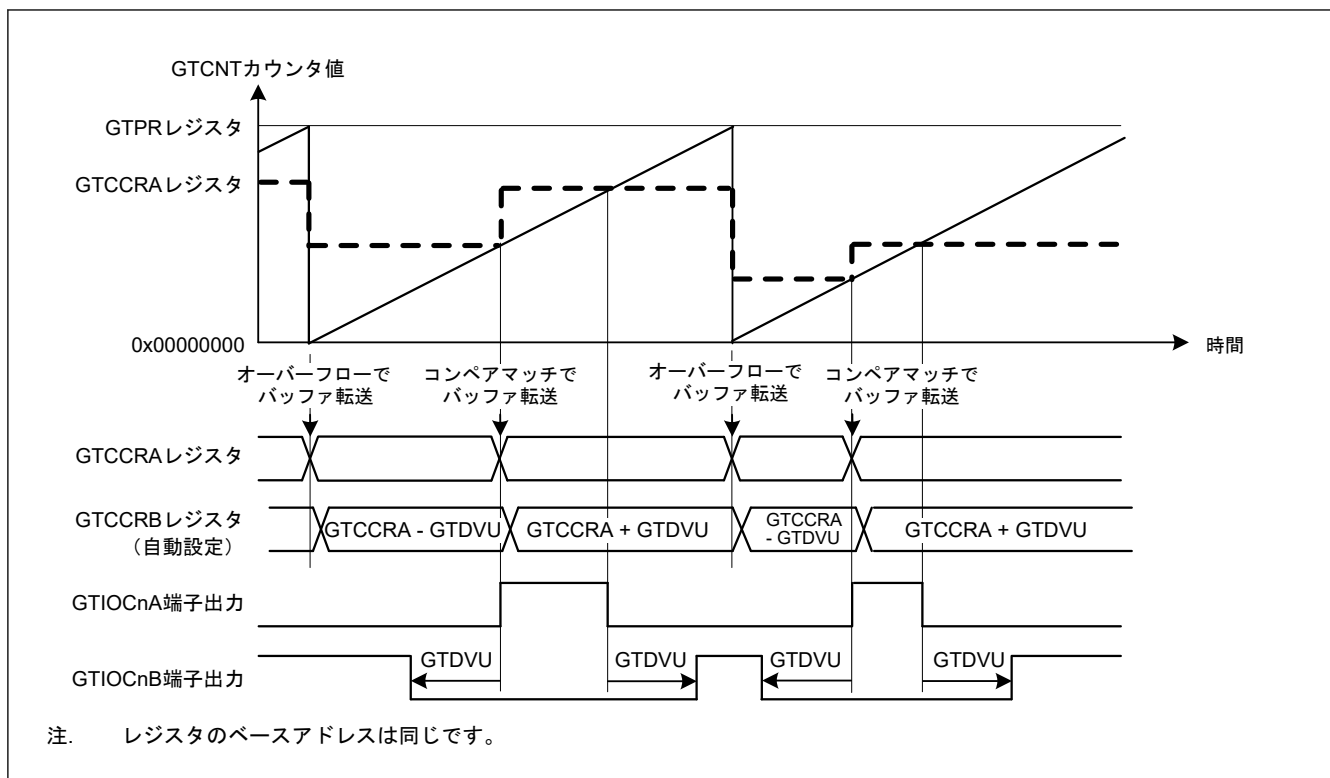 GTCNTカウンタ値
GTPRレジスタ
GTCCRAレジスタ
0x00000000
時間
オーバーフローで
バッファ転送
コンペアマッチで
バッファ転送
オーバーフローで
バッファ転送
コンペアマッチで
バッファ転送
GTCCRAレジスタ
GTCCRBレジスタ
（自動設定）
GTCCRA - GTDVU
GTCCRA + GTDVU
GTCCRA
- GTDVU
GTCCRA + GTDVU
GTIOCnA端子出力
GTIOCnB端子出力
GTDVU
GTDVU
GTDVU
GTDVU
注. レジスタのベースアドレスは同じです。